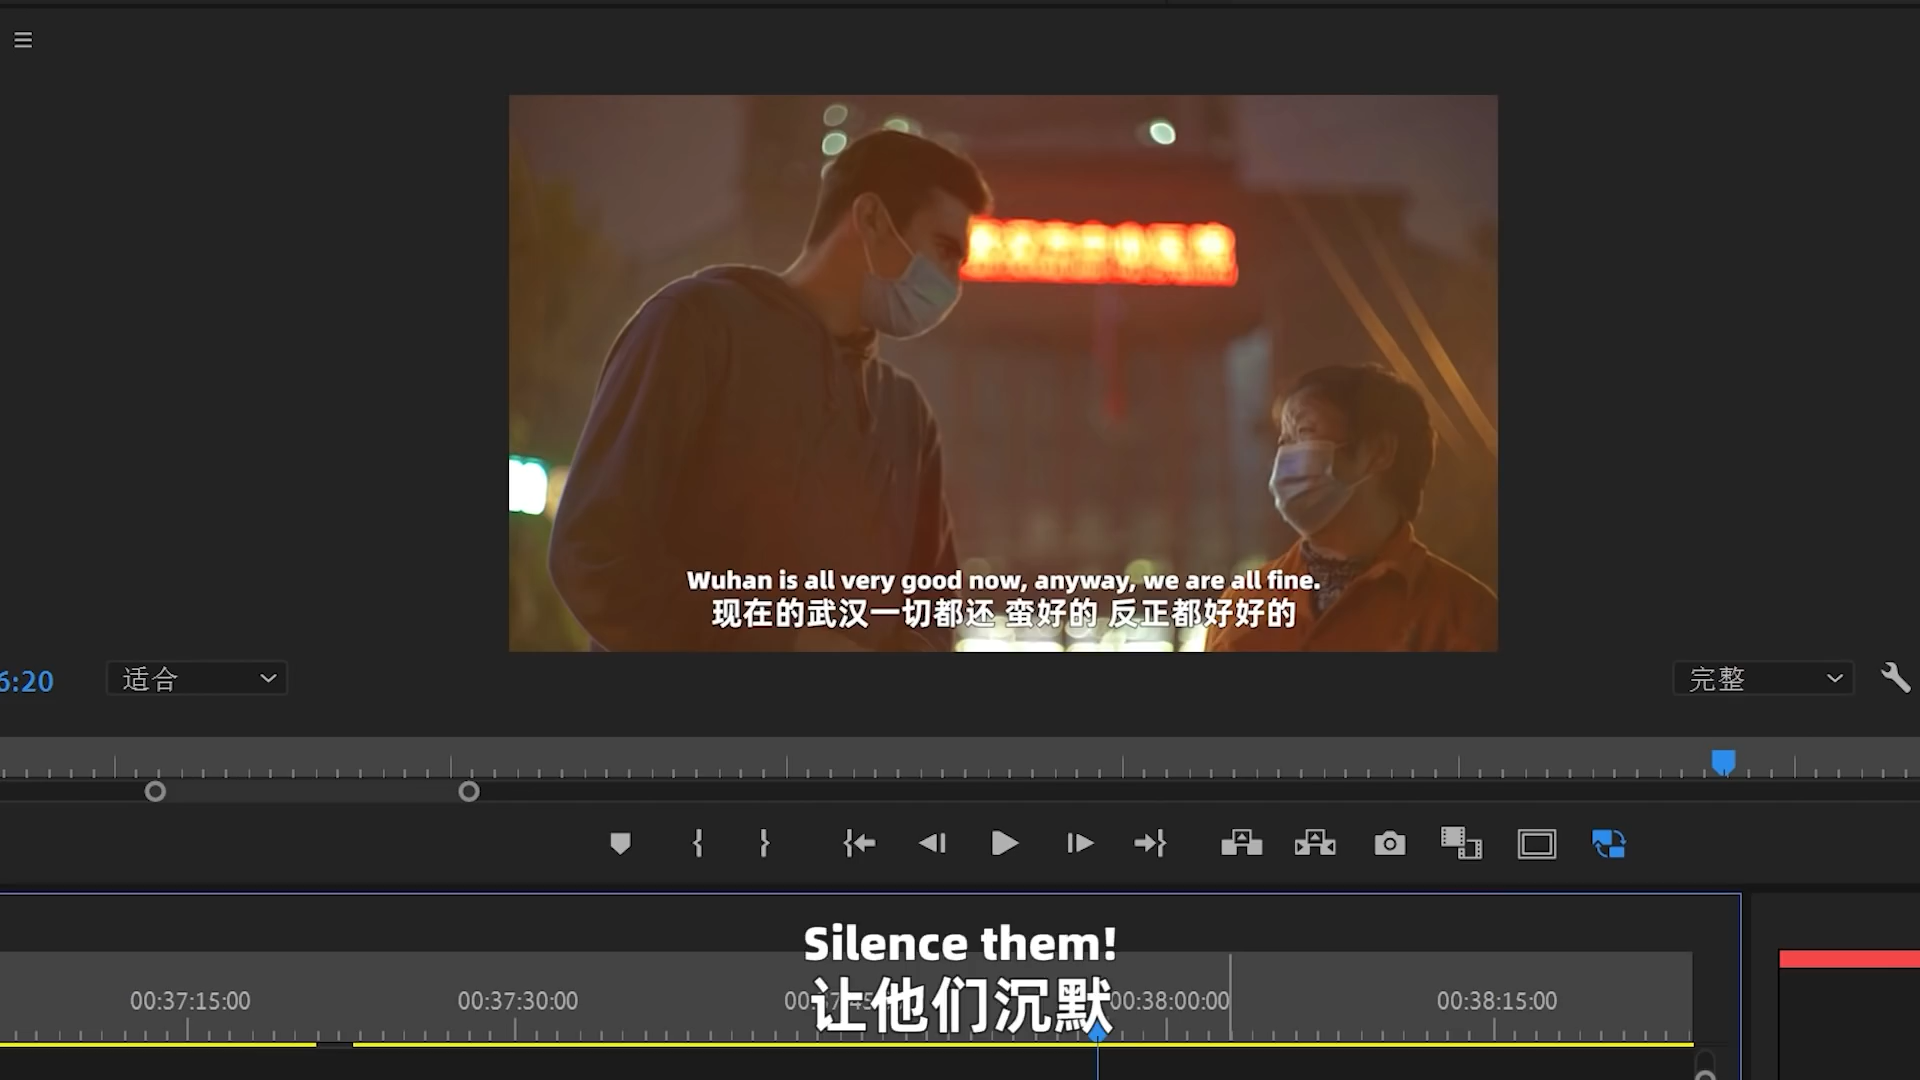 Wuhan is all very good now, anyway, we are all fine.
现在的武汉一切都还 蛮好的 反正都好好的
6:20
适合
完整
Silence them!
让他们沉默
00:37:15:00
00:37:30:00
00:38:00:00
00:38:15:00